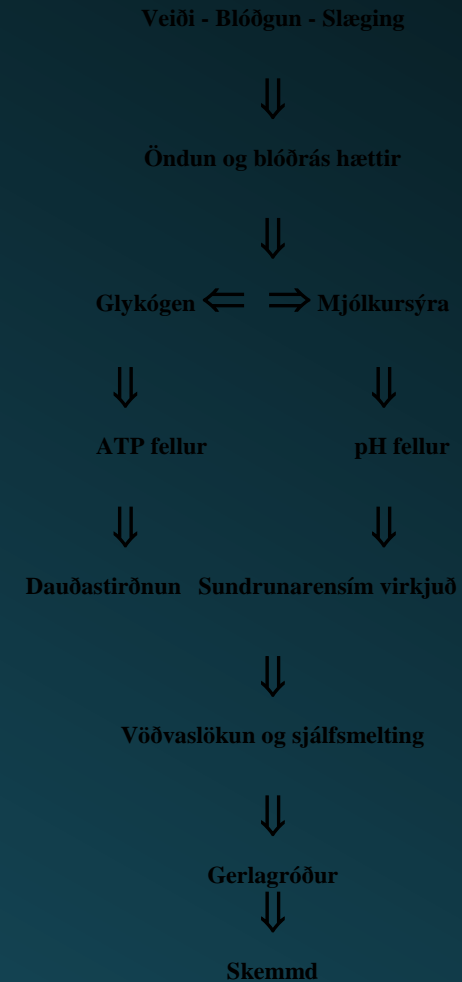 Veiði - Blóðgun - Slæging
⇓
Öndun og blóðrás hættir
⇓
Glykógen ⇐ ⇒ Mjólkursýra
⇓ ⇓
ATP fellur pH fellur
⇓ ⇓
Dauðastirðnun Sundrunarensím virkjuð
⇓
Vöðvaslökun og sjálfsmelting
⇓
Gerlagróður
⇓
Skemmd